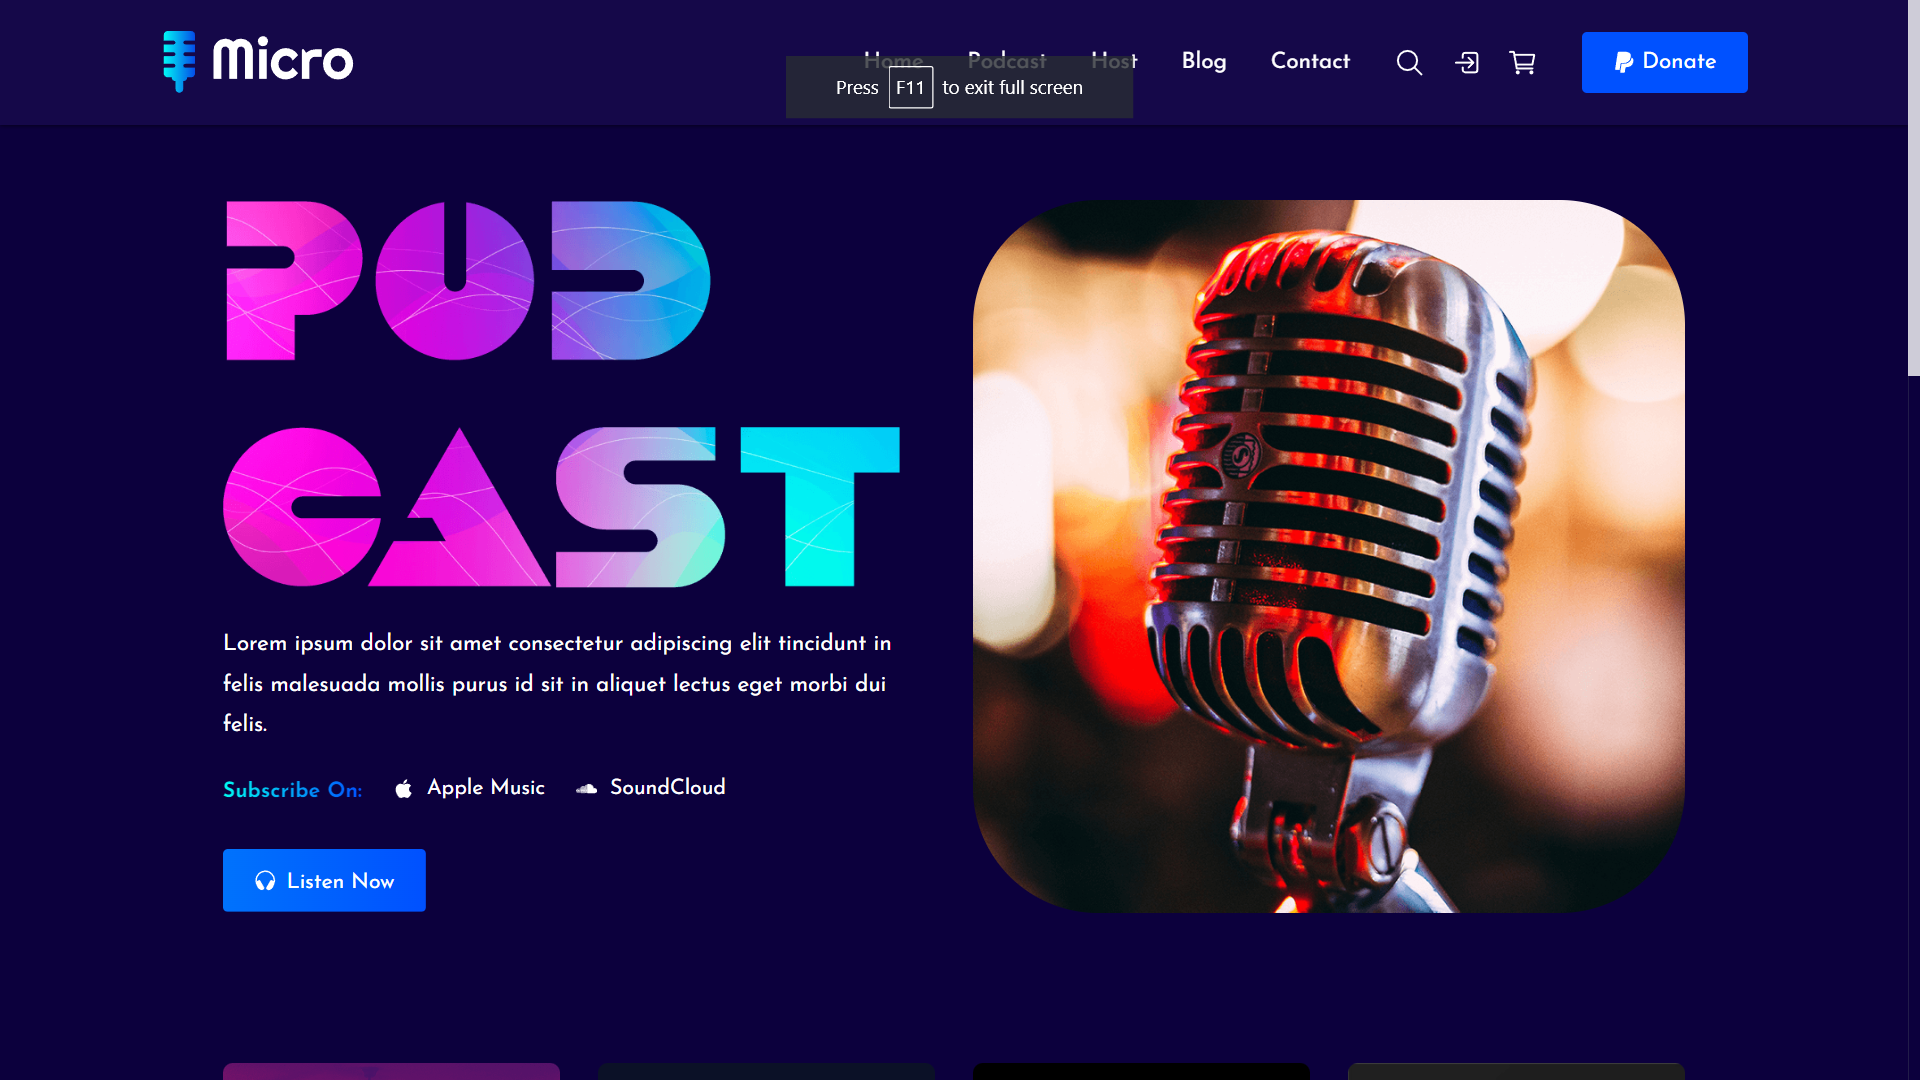 Micro
Home Podcast Host Blog Contact Donate
Press F11 to exit full screen
POD
CAST
Lorem ipsum dolor sit amet consectetur adipiscing elit tincidunt in
felis malesuada mollis purus id sit in aliquet lectus eget morbi dui
felis.
Subscribe On: Apple Music SoundCloud
Listen Now